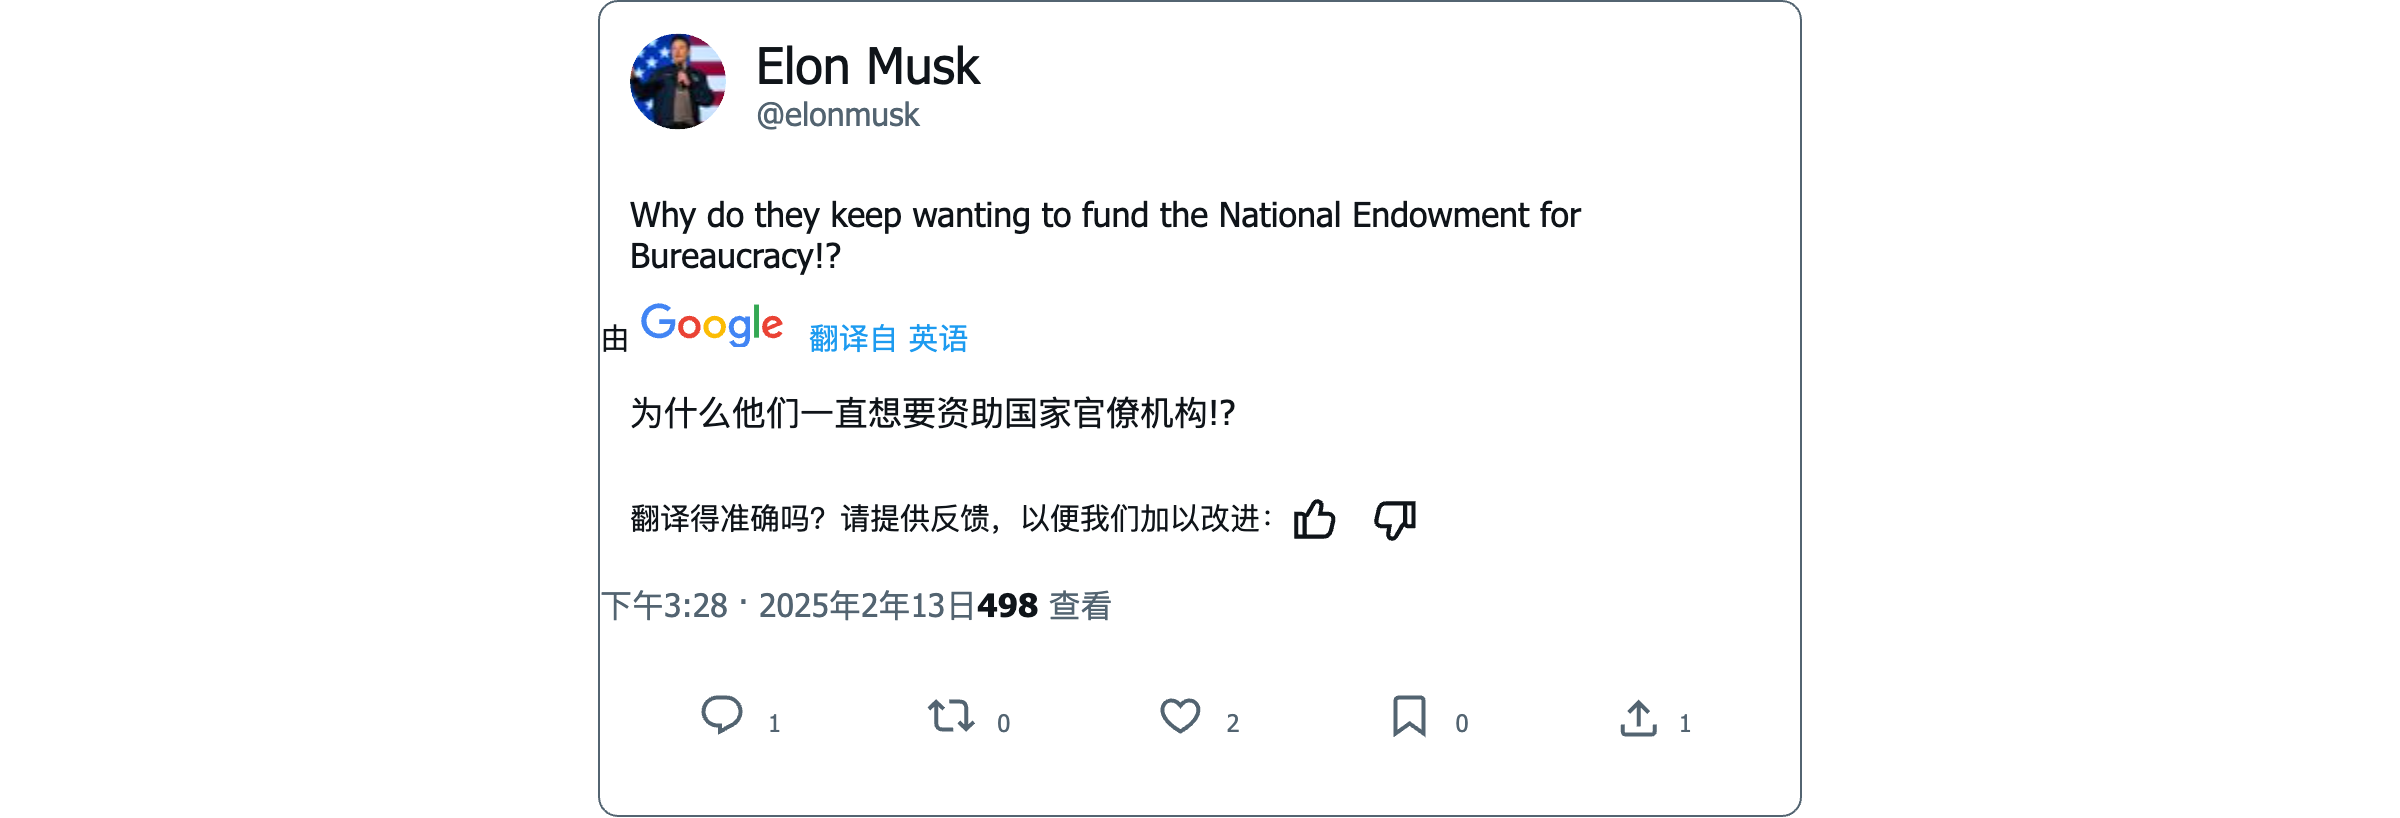 Elon Musk
@elonmusk
Why do they keep wanting to fund the National Endowment for
Bureaucracy!?
由 Google 翻译自 英语
为什么他们一直想要资助国家官僚机构!?
翻译得准确吗？请提供反馈，以便我们加以改进：
下午3:28 · 2025年2年13日498 查看
1 0 2 0 1